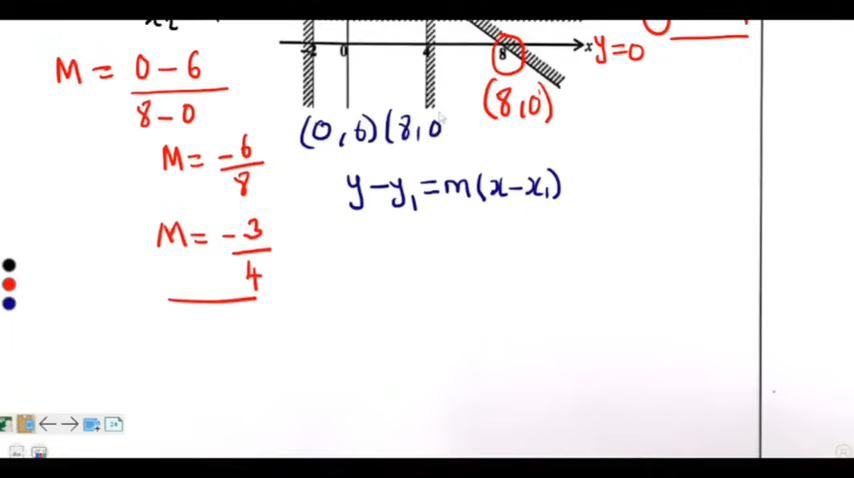 -2 0 4 8 x y=0
(8,0)
M = 0-6
8-0
(0,6)(8,0
M = -6
8
y-y₁=m(x-x₁)
M = -3
4